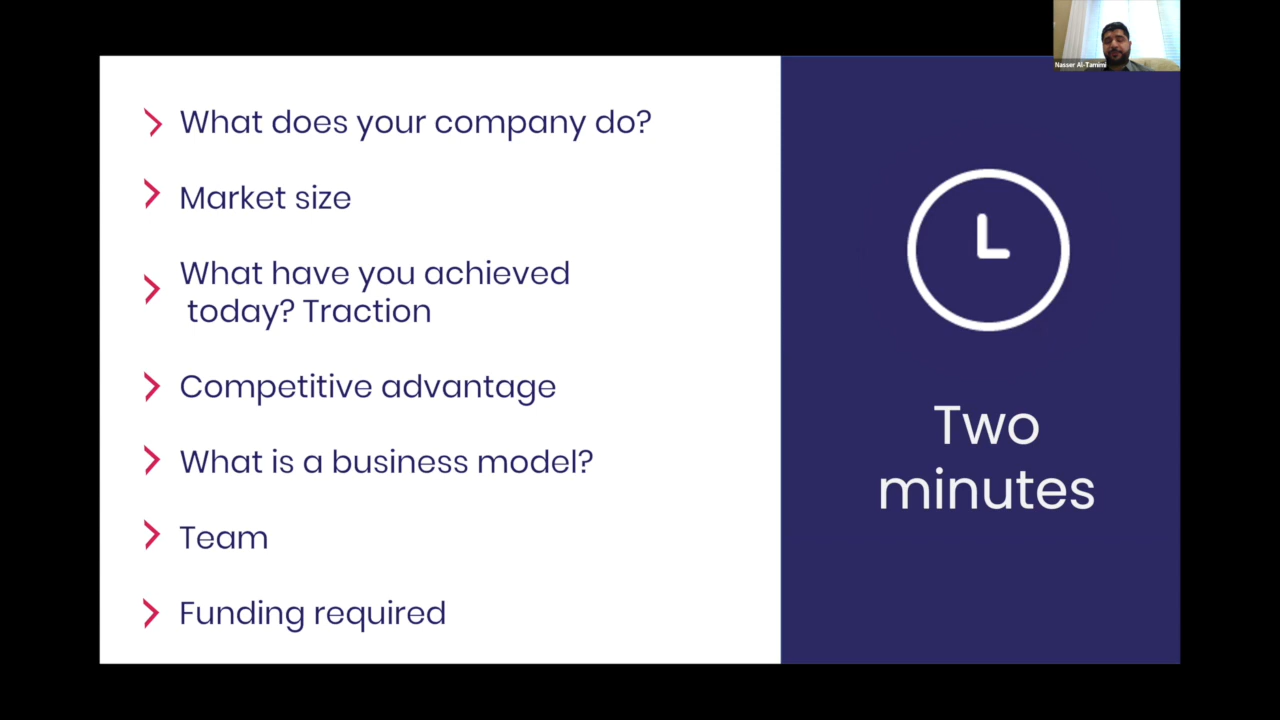 What does your company do?
Market size
What have you achieved
today? Traction
Competitive advantage
What is a business model?
Team
Funding required
Two
minutes
Nasser Al-Tamimi